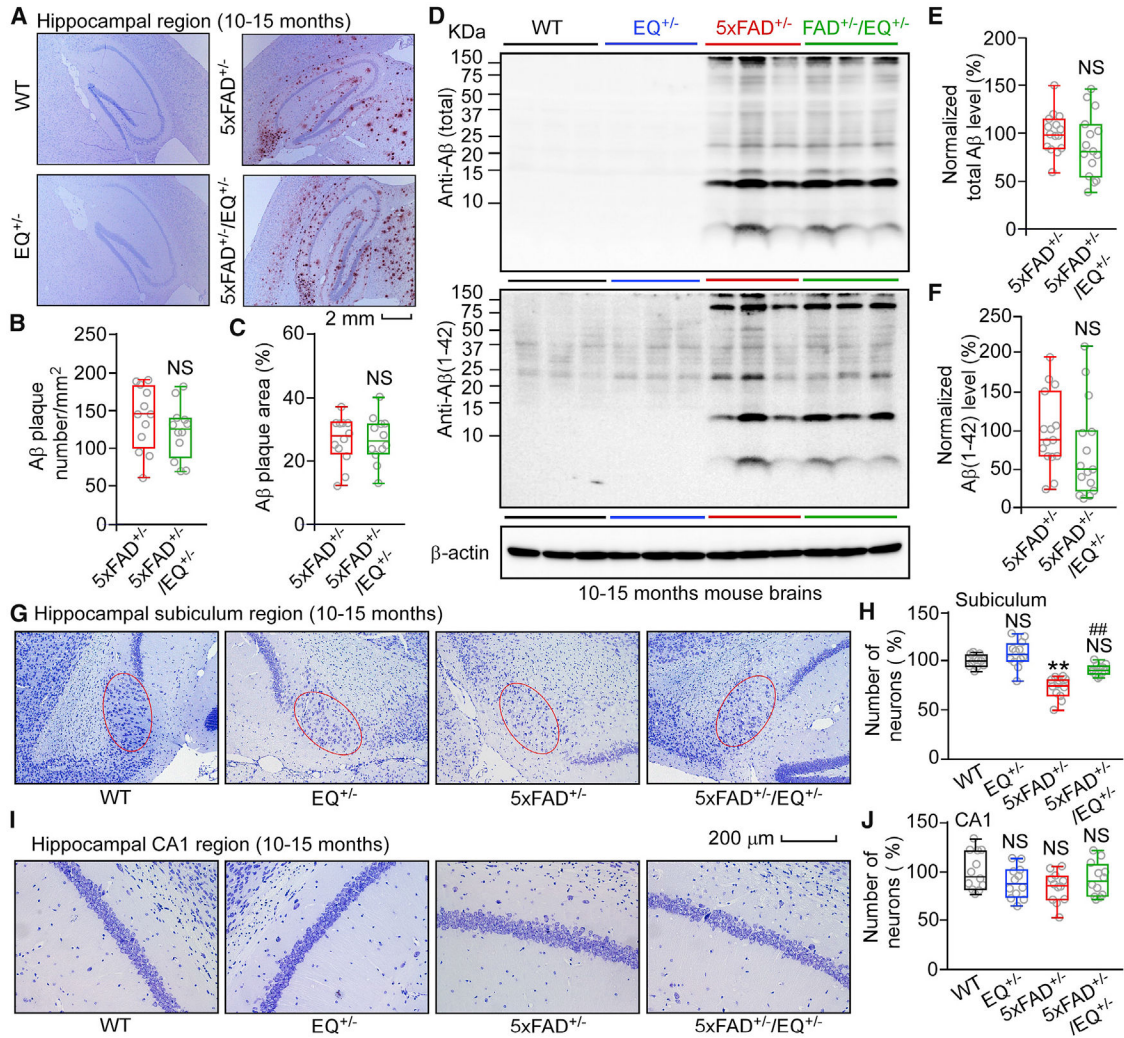 A
Hippocampal region (10-15 months)
WT
5xFAD+/-
EQ+/-
5xFAD+/-/EQ+/-
2 mm
B
Aβ plaque
number/mm2
250
200
150
100
50
0
NS
5xFAD+/-
5xFAD+/-
/EQ+/-
C
Aβ plaque area (%)
60
40
20
0
NS
5xFAD+/-
5xFAD+/-
/EQ+/-
D
KDa
WT
EQ+/-
5xFAD+/-
FAD+/-/EQ+/-
Anti-Aβ (total)
150
75
50
37
25
20
15
10
Anti-Aβ(1-42)
150
75
50
37
25
20
15
10
β-actin
10-15 months mouse brains
E
Normalized
total Aβ level (%)
200
150
100
50
0
NS
5xFAD+/-
5xFAD+/-
/EQ+/-
F
Normalized
Aβ(1-42) level (%)
250
200
150
100
50
0
NS
5xFAD+/-
5xFAD+/-
/EQ+/-
G
Hippocampal subiculum region (10-15 months)
WT
EQ+/-
5xFAD+/-
5xFAD+/-/EQ+/-
H
Subiculum
Number of
neurons ( %)
150
100
50
0
NS
**
##
NS
WT
EQ+/-
5xFAD+/-
5xFAD+/-
/EQ+/-
I
Hippocampal CA1 region (10-15 months)
200 μm
WT
EQ+/-
5xFAD+/-
5xFAD+/-/EQ+/-
J
CA1
Number of
neurons ( %)
150
100
50
0
NS
NS
NS
WT
EQ+/-
5xFAD+/-
5xFAD+/-
/EQ+/-